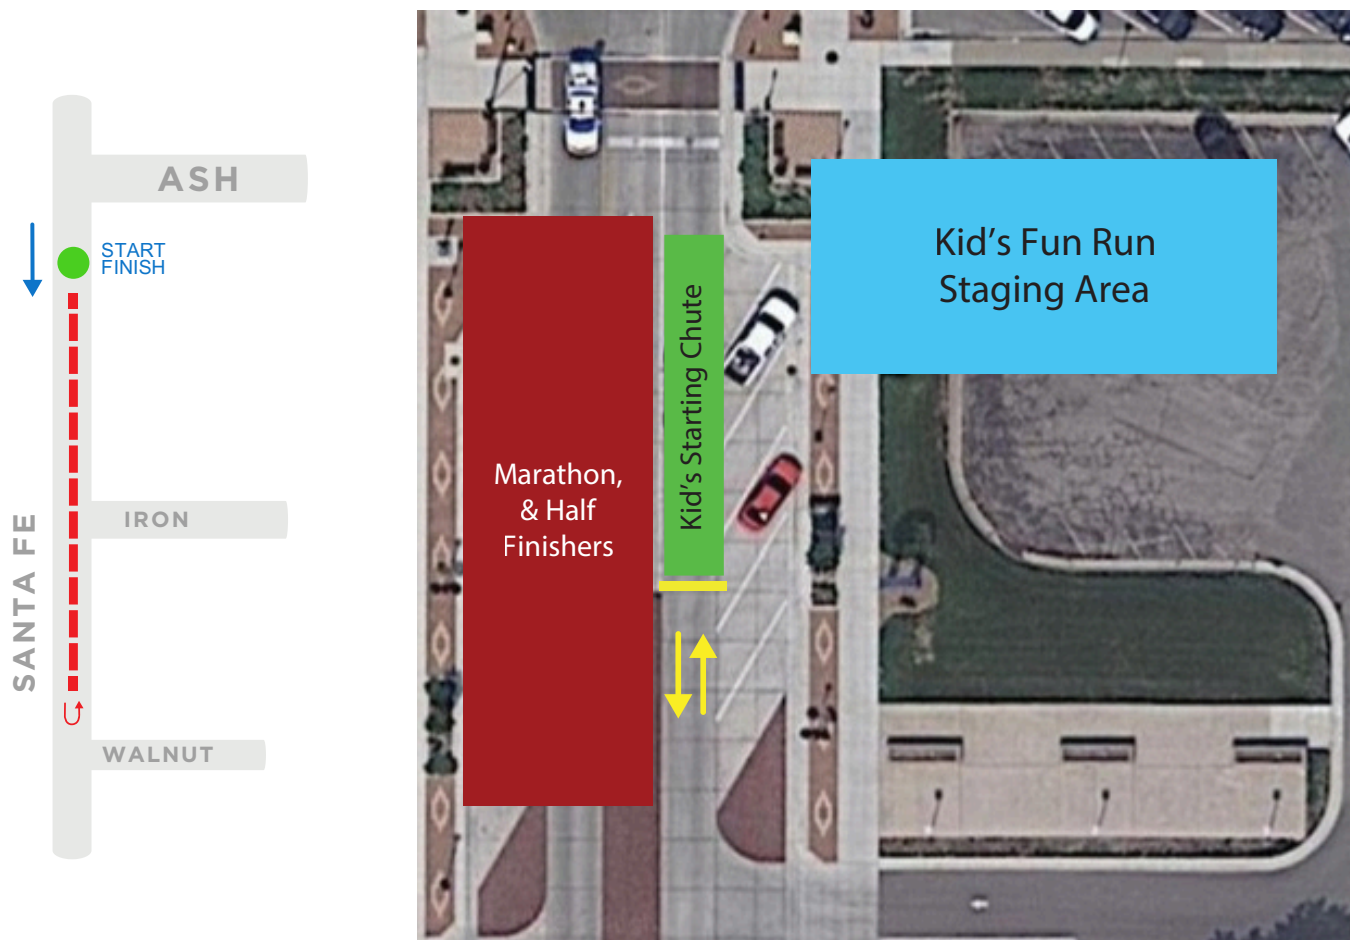 ASH
START
FINISH
IRON
SANTA FE
WALNUT
Kid's Fun Run
Staging Area
Kid's Starting Chute
Marathon,
& Half
Finishers